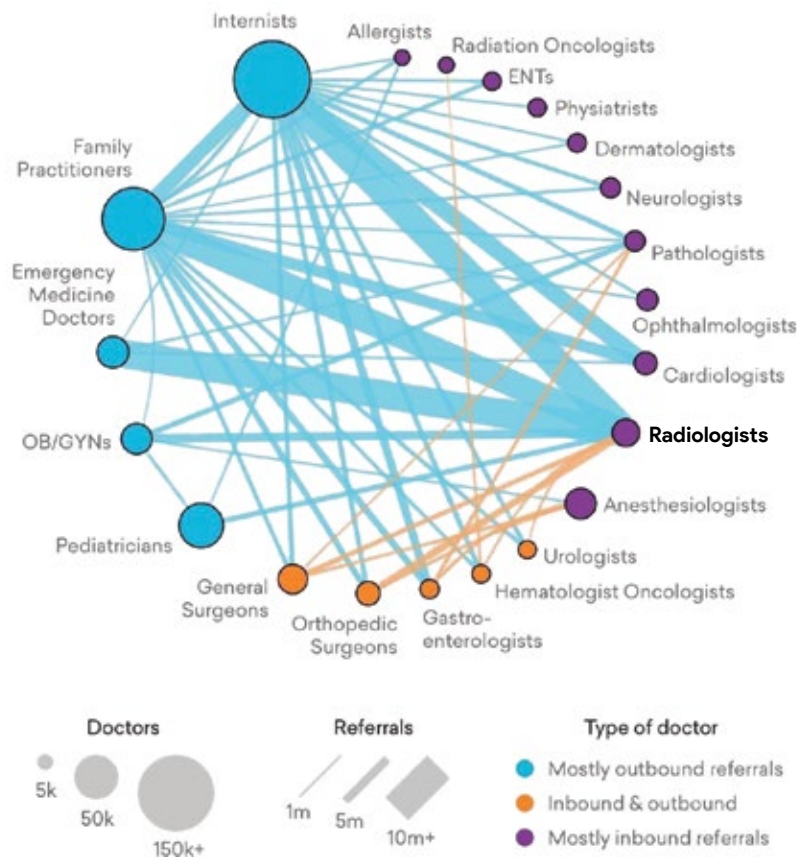 Internists
Allergists
Radiation Oncologists
ENTs
Physiatrists
Dermatologists
Neurologists
Pathologists
Ophthalmologists
Cardiologists
Radiologists
Anesthesiologists
Urologists
Hematologist Oncologists
Gastro-
enterologists
Orthopedic
Surgeons
General
Surgeons
Pediatricians
OB/GYNs
Emergency
Medicine
Doctors
Family
Practitioners
Doctors
5k
50k
150k+
Referrals
1m
5m
10m+
Type of doctor
Mostly outbound referrals
Inbound & outbound
Mostly inbound referrals